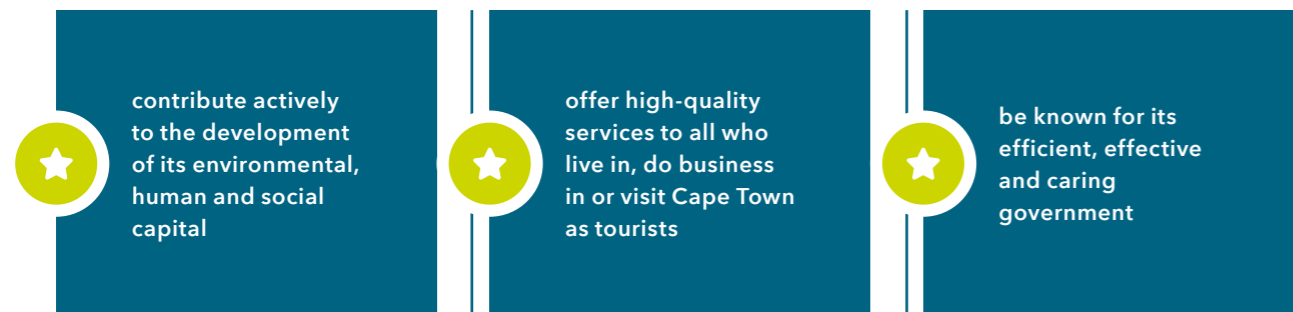 contribute actively
to the development
of its environmental,
human and social
capital
offer high-quality
services to all who
live in, do business
in or visit Cape Town
as tourists
be known for its
efficient, effective
and caring
government